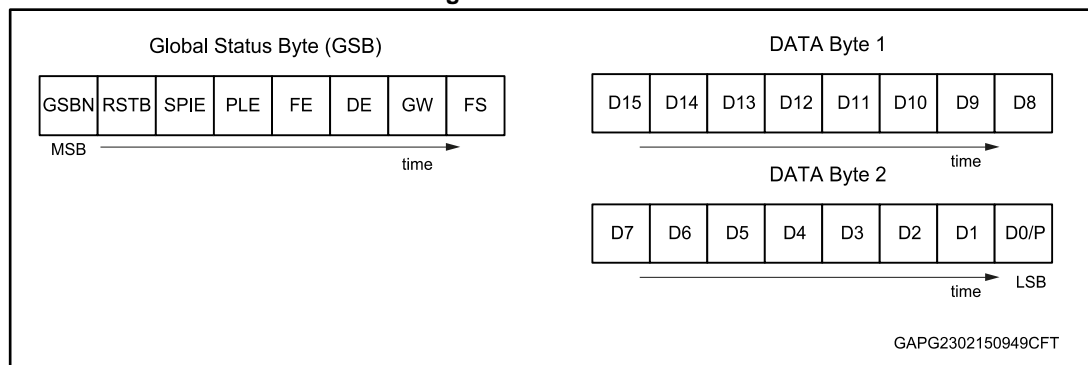 Global Status Byte (GSB)
GSBN RSTB SPIE PLE FE DE GW FS
MSB
time
DATA Byte 1
D15 D14 D13 D12 D11 D10 D9 D8
time
DATA Byte 2
D7 D6 D5 D4 D3 D2 D1 D0/P
time
LSB
GAPG2302150949CFT